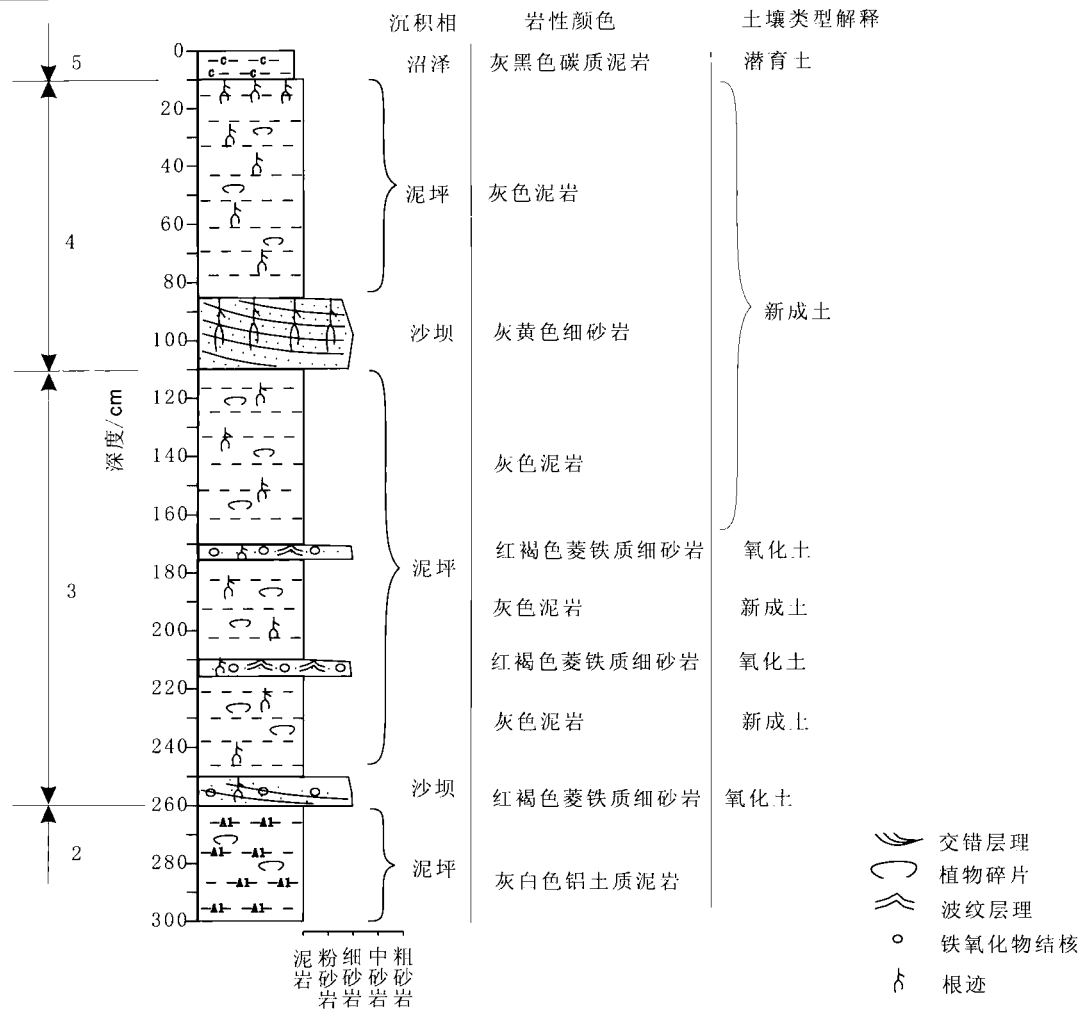 沉积相 岩性颜色 土壤类型解释
0
5 C C C C 沼泽 灰黑色碳质泥岩 潜育土
20
40
泥坪 灰色泥岩
60
4
80
新成土
100 沙坝 灰黄色细砂岩
120
深度/cm
140
灰色泥岩
160
红褐色菱铁质细砂岩 氧化土
180 泥坪
3
灰色泥岩 新成土
200
红褐色菱铁质细砂岩 氧化土
220
灰色泥岩 新成土
240
沙坝 红褐色菱铁质细砂岩 氧化土
260
A1 A1
2 A1 A1
280 泥坪 灰白色铝土质泥岩
A1 A1
A1 A1
300
泥岩
粉砂岩
细砂岩
中砂岩
粗砂岩
交错层理
植物碎片
波纹层理
铁氧化物结核
根迹